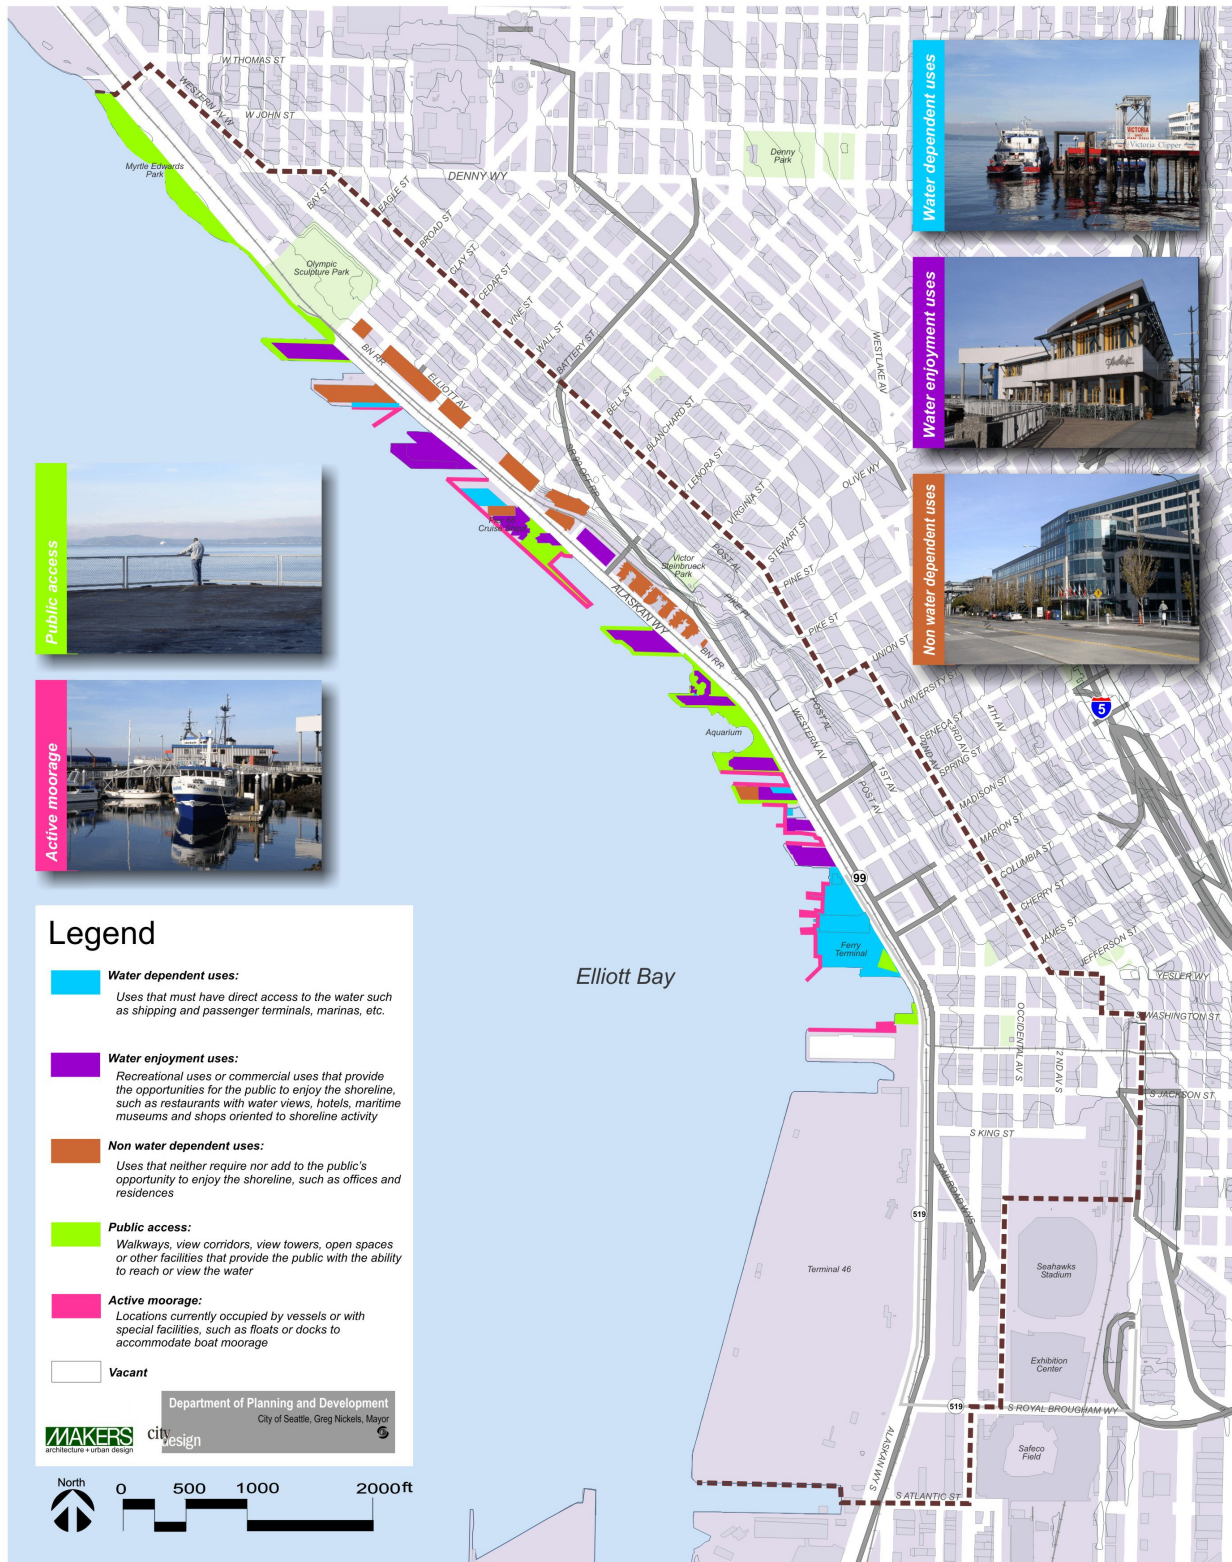 W THOMAS ST
WESTERN AV W
W JOHN ST
Myrtle Edwards
Park
DENNY WY
Denny
Park
BAY ST
EAGLE ST
BROAD ST
CLAY ST
CEDAR ST
VINE ST
WALL ST
BATTERY ST
Olympic
Sculpture Park
BN RR
ELLIOTT AV
WESTLAKE AV
BELL ST
BLANCHARD ST
LENORA ST
VIRGINIA ST
OLIVE WY
STEWART ST
POST AL
PINE ST
PIKE PL
PIKE ST
UNION ST
UNIVERSITY ST
SENECA ST
SPRING ST
4TH AV
3RD AV
2ND AV
1ST AV
MADISON ST
MARION ST
COLUMBIA ST
CHERRY ST
JAMES ST
JEFFERSON ST
YESLER WY
S WASHINGTON ST
Victor
Steinbrueck
Park
ALASKAN WY
BN RR
WESTERN AV
POST AL
POST AV
Aquarium
99
5
Ferry
Terminal
Elliott Bay
OCCIDENTAL AV S
2 ND AV S
S JACKSON ST
S KING ST
RAILROAD WY S
519
Terminal 46
Seahawks
Stadium
Exhibition
Center
519
S ROYAL BROUGHAM WY
Safeco
Field
ALASKAN WY S
S ATLANTIC ST
Water dependent uses
VICTORIA
Victoria Clipper
Water enjoyment uses
Non water dependent uses
Public access
Active moorage
Legend
Water dependent uses:
Uses that must have direct access to the water such
as shipping and passenger terminals, marinas, etc.
Water enjoyment uses:
Recreational uses or commercial uses that provide
the opportunities for the public to enjoy the shoreline,
such as restaurants with water views, hotels, maritime
museums and shops oriented to shoreline activity
Non water dependent uses:
Uses that neither require nor add to the public's
opportunity to enjoy the shoreline, such as offices and
residences
Public access:
Walkways, view corridors, view towers, open spaces
or other facilities that provide the public with the ability
to reach or view the water
Active moorage:
Locations currently occupied by vessels or with
special facilities, such as floats or docks to
accommodate boat moorage
Vacant
Department of Planning and Development
City of Seattle, Greg Nickels, Mayor
MAKERS
architecture + urban design
city
design
North
0 500 1000 2000 ft